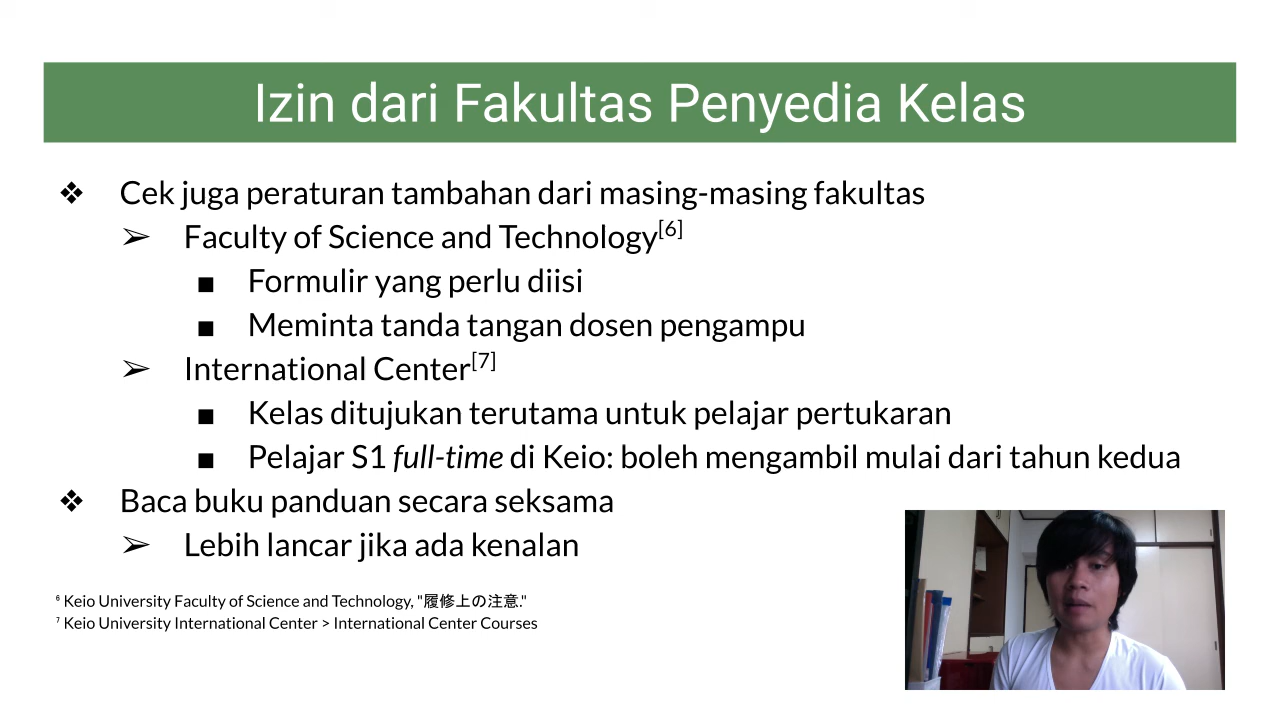 Izin dari Fakultas Penyedia Kelas
❖ Cek juga peraturan tambahan dari masing-masing fakultas
➢ Faculty of Science and Technology[6]
■ Formulir yang perlu diisi
■ Meminta tanda tangan dosen pengampu
➢ International Center[7]
■ Kelas ditujukan terutama untuk pelajar pertukaran
■ Pelajar S1 full-time di Keio: boleh mengambil mulai dari tahun kedua
❖ Baca buku panduan secara seksama
➢ Lebih lancar jika ada kenalan
6 Keio University Faculty of Science and Technology, "履修上の注意."
7 Keio University International Center > International Center Courses